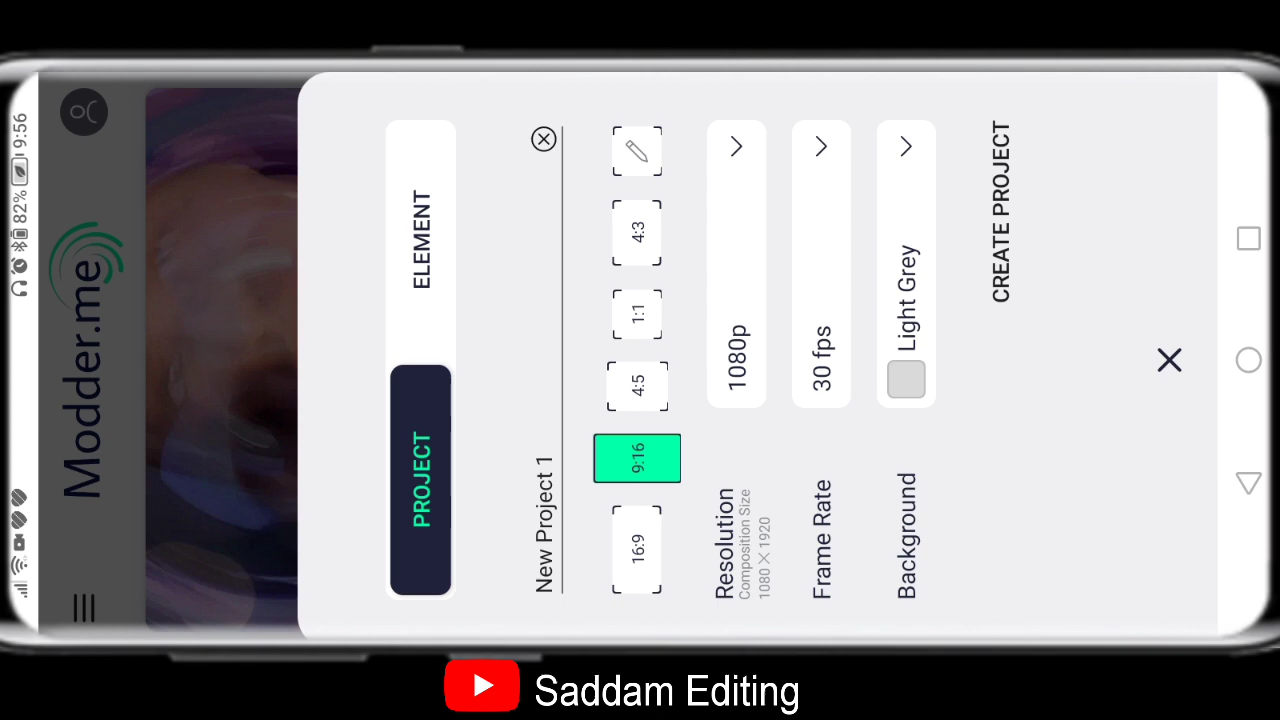 82% 9:56
Modder.me
PROJECT ELEMENT
New Project 1
16:9 9:16 4:5 1:1 4:3
Resolution 1080p
Composition Size
1080 X 1920
Frame Rate 30 fps
Background Light Grey
CREATE PROJECT
Saddam Editing